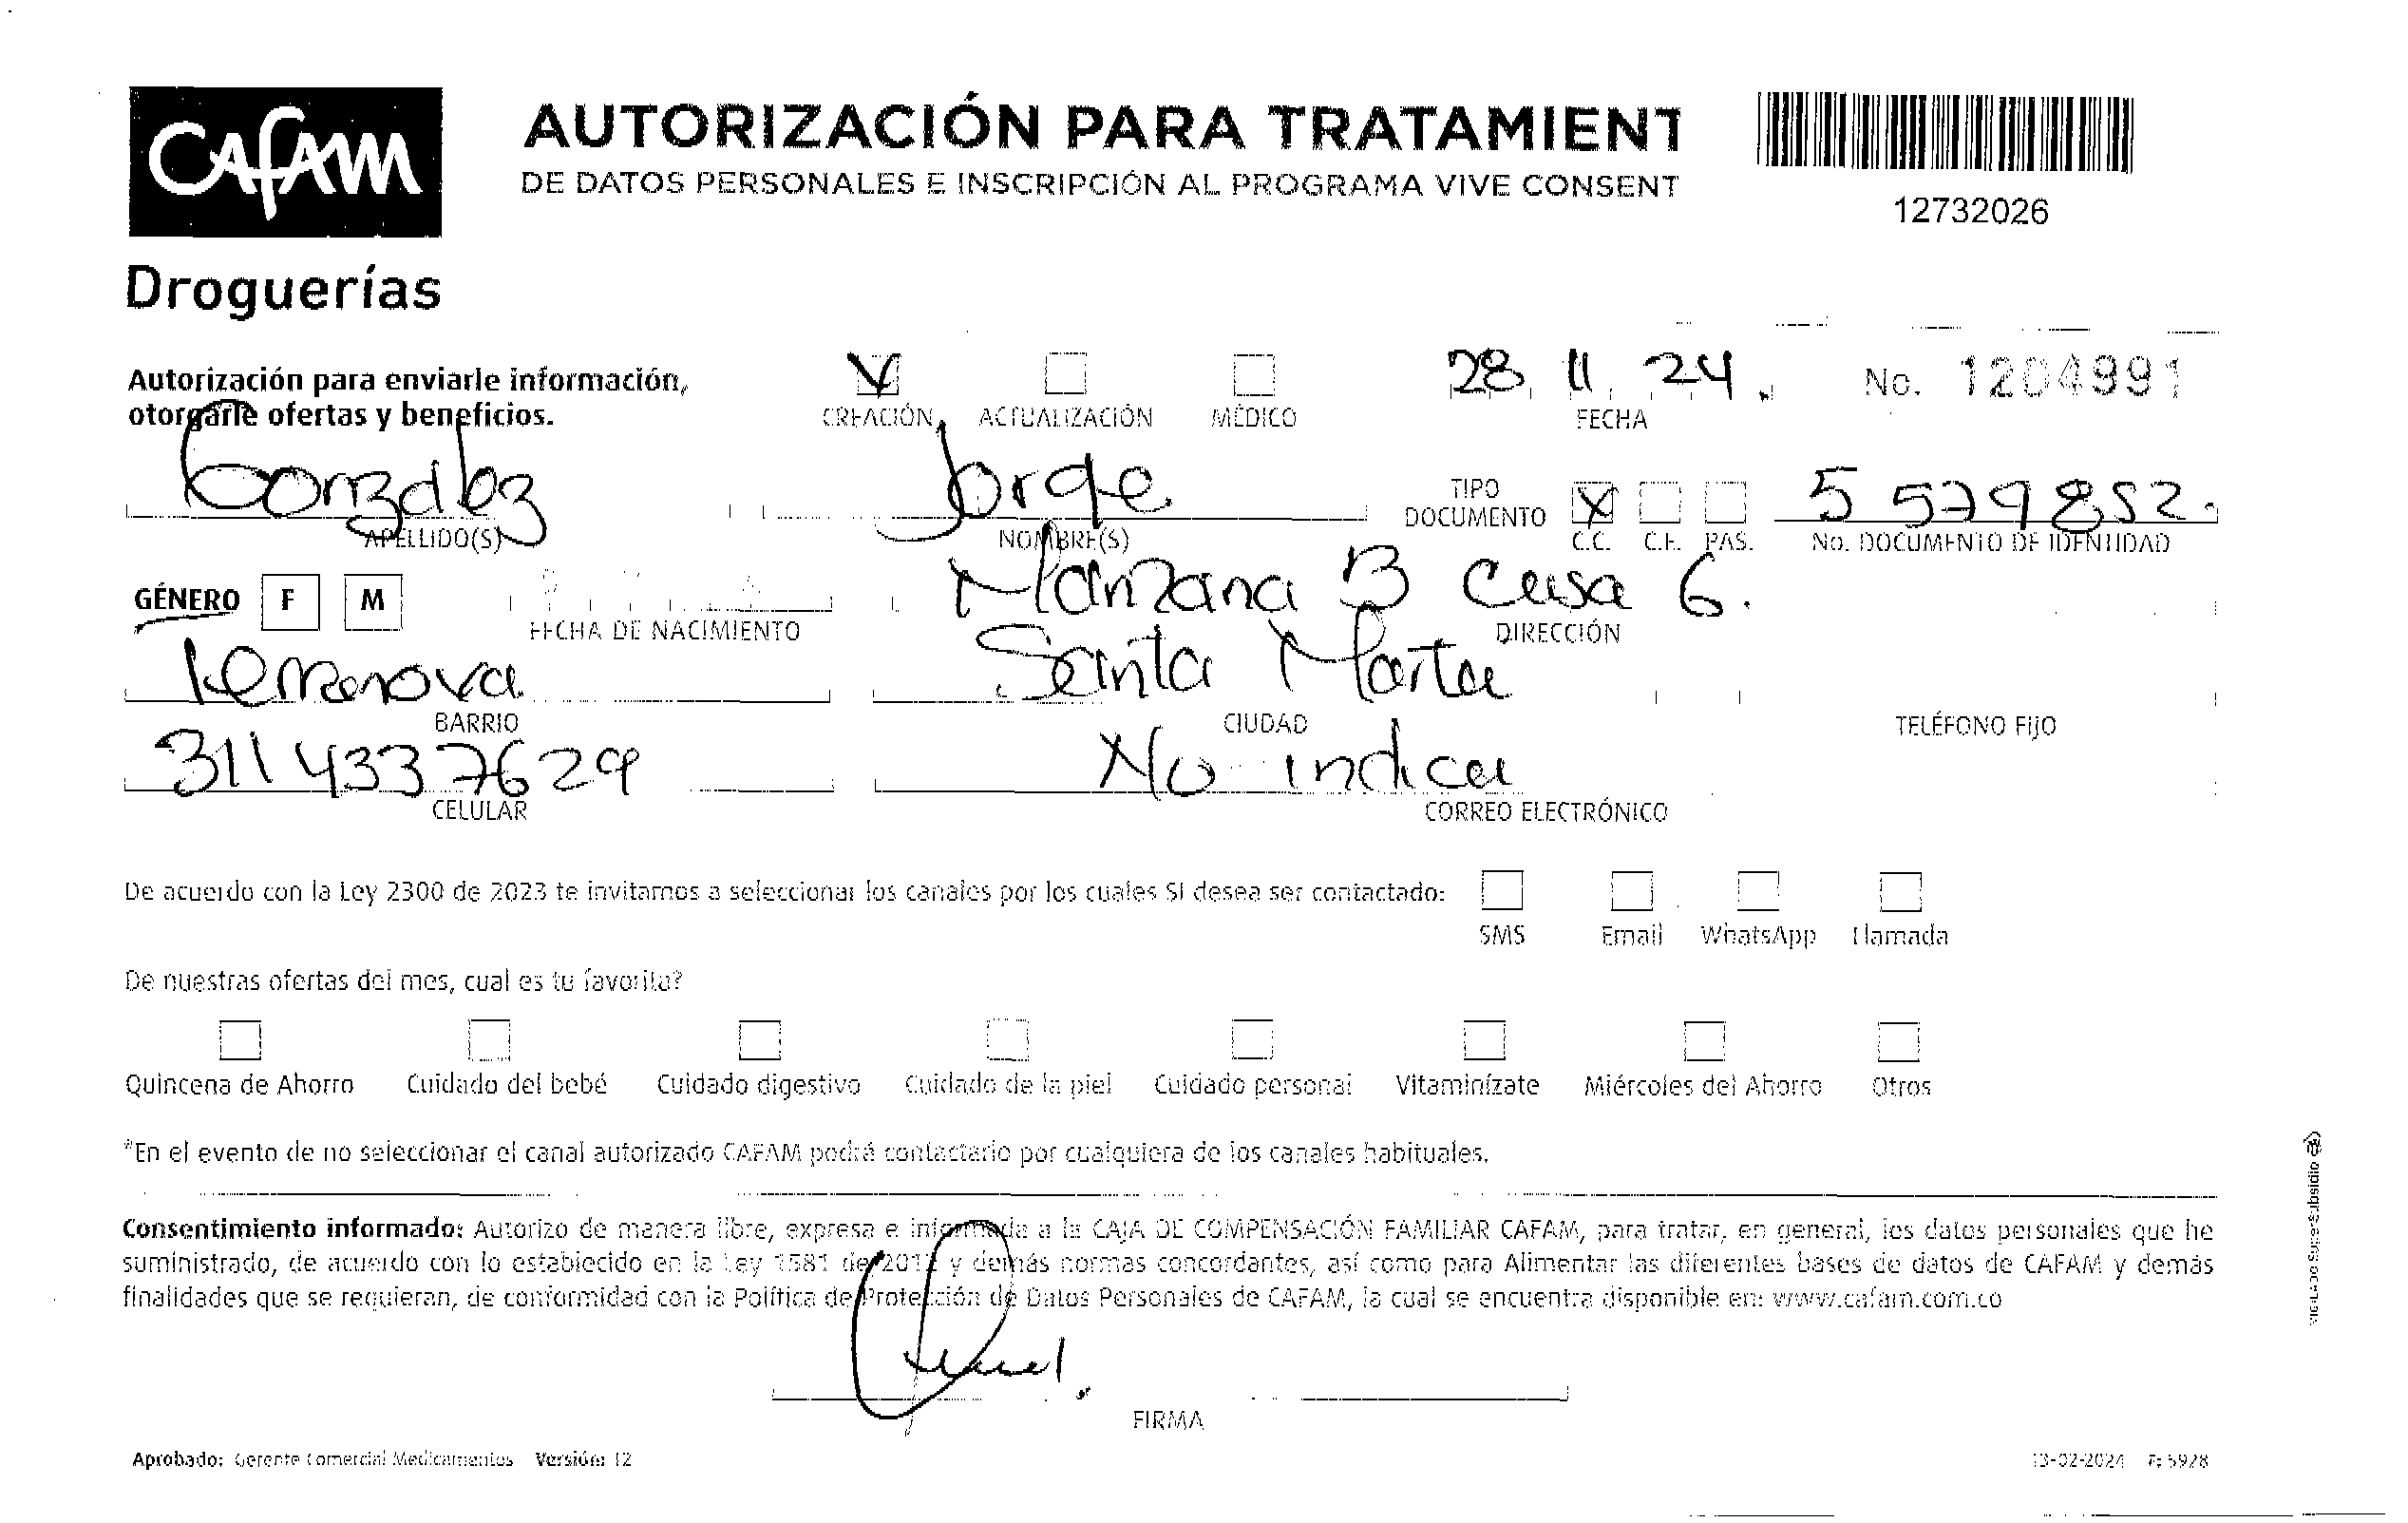 CAFAM
AUTORIZACIÓN PARA TRATAMIENT
DE DATOS PERSONALES E INSCRIPCIÓN AL PROGRAMA VIVE CONSENT
12732026
Droguerías
Autorización para enviarle información,
otorgarle ofertas y beneficios.
CREACIÓN ACTUALIZACIÓN MÉDICO
28 11 24.
FECHA
No. 1204991
Gonzalez
APELLIDO(S)
Jorge
NOMBRE(S)
TIPO
DOCUMENTO
X
C.C. C.E. PAS.
5 579852.
No. DOCUMENTO DE IDENTIDAD
GÉNERO F M
FECHA DE NACIMIENTO
Manzana B Casa 6.
DIRECCIÓN
BARRIO
Santa Marta
CIUDAD
TELÉFONO FIJO
3114337629
CELULAR
No indica
CORREO ELECTRÓNICO
De acuerdo con la Ley 2300 de 2023 te invitamos a seleccionar los canales por los cuales SI desea ser contactado:
SMS Email WhatsApp Llamada
De nuestras ofertas del mes, cual es tu favorita?
Quincena de Ahorro Cuidado del bebé Cuidado digestivo Cuidado de la piel Cuidado personal Vitaminízate Miércoles del Ahorro Otros
*En el evento de no seleccionar el canal autorizado CAFAM podrá contactarlo por cualquiera de los canales habituales.
Consentimiento informado: Autorizo de manera libre, expresa e informada a la CAJA DE COMPENSACIÓN FAMILIAR CAFAM, para tratar, en general, los datos personales que he
suministrado, de acuerdo con lo establecido en la Ley 1581 de 2012 y demás normas concordantes, así como para Alimentar las diferentes bases de datos de CAFAM y demás
finalidades que se requieran, de conformidad con la Política de Protección de Datos Personales de CAFAM, la cual se encuentra disponible en: www.cafam.com.co
FIRMA
Aprobado: Gerente Comercial Medicamentos Versión: 12
13-02-2024 F: 5928
VIGILADO SuperSubsidio